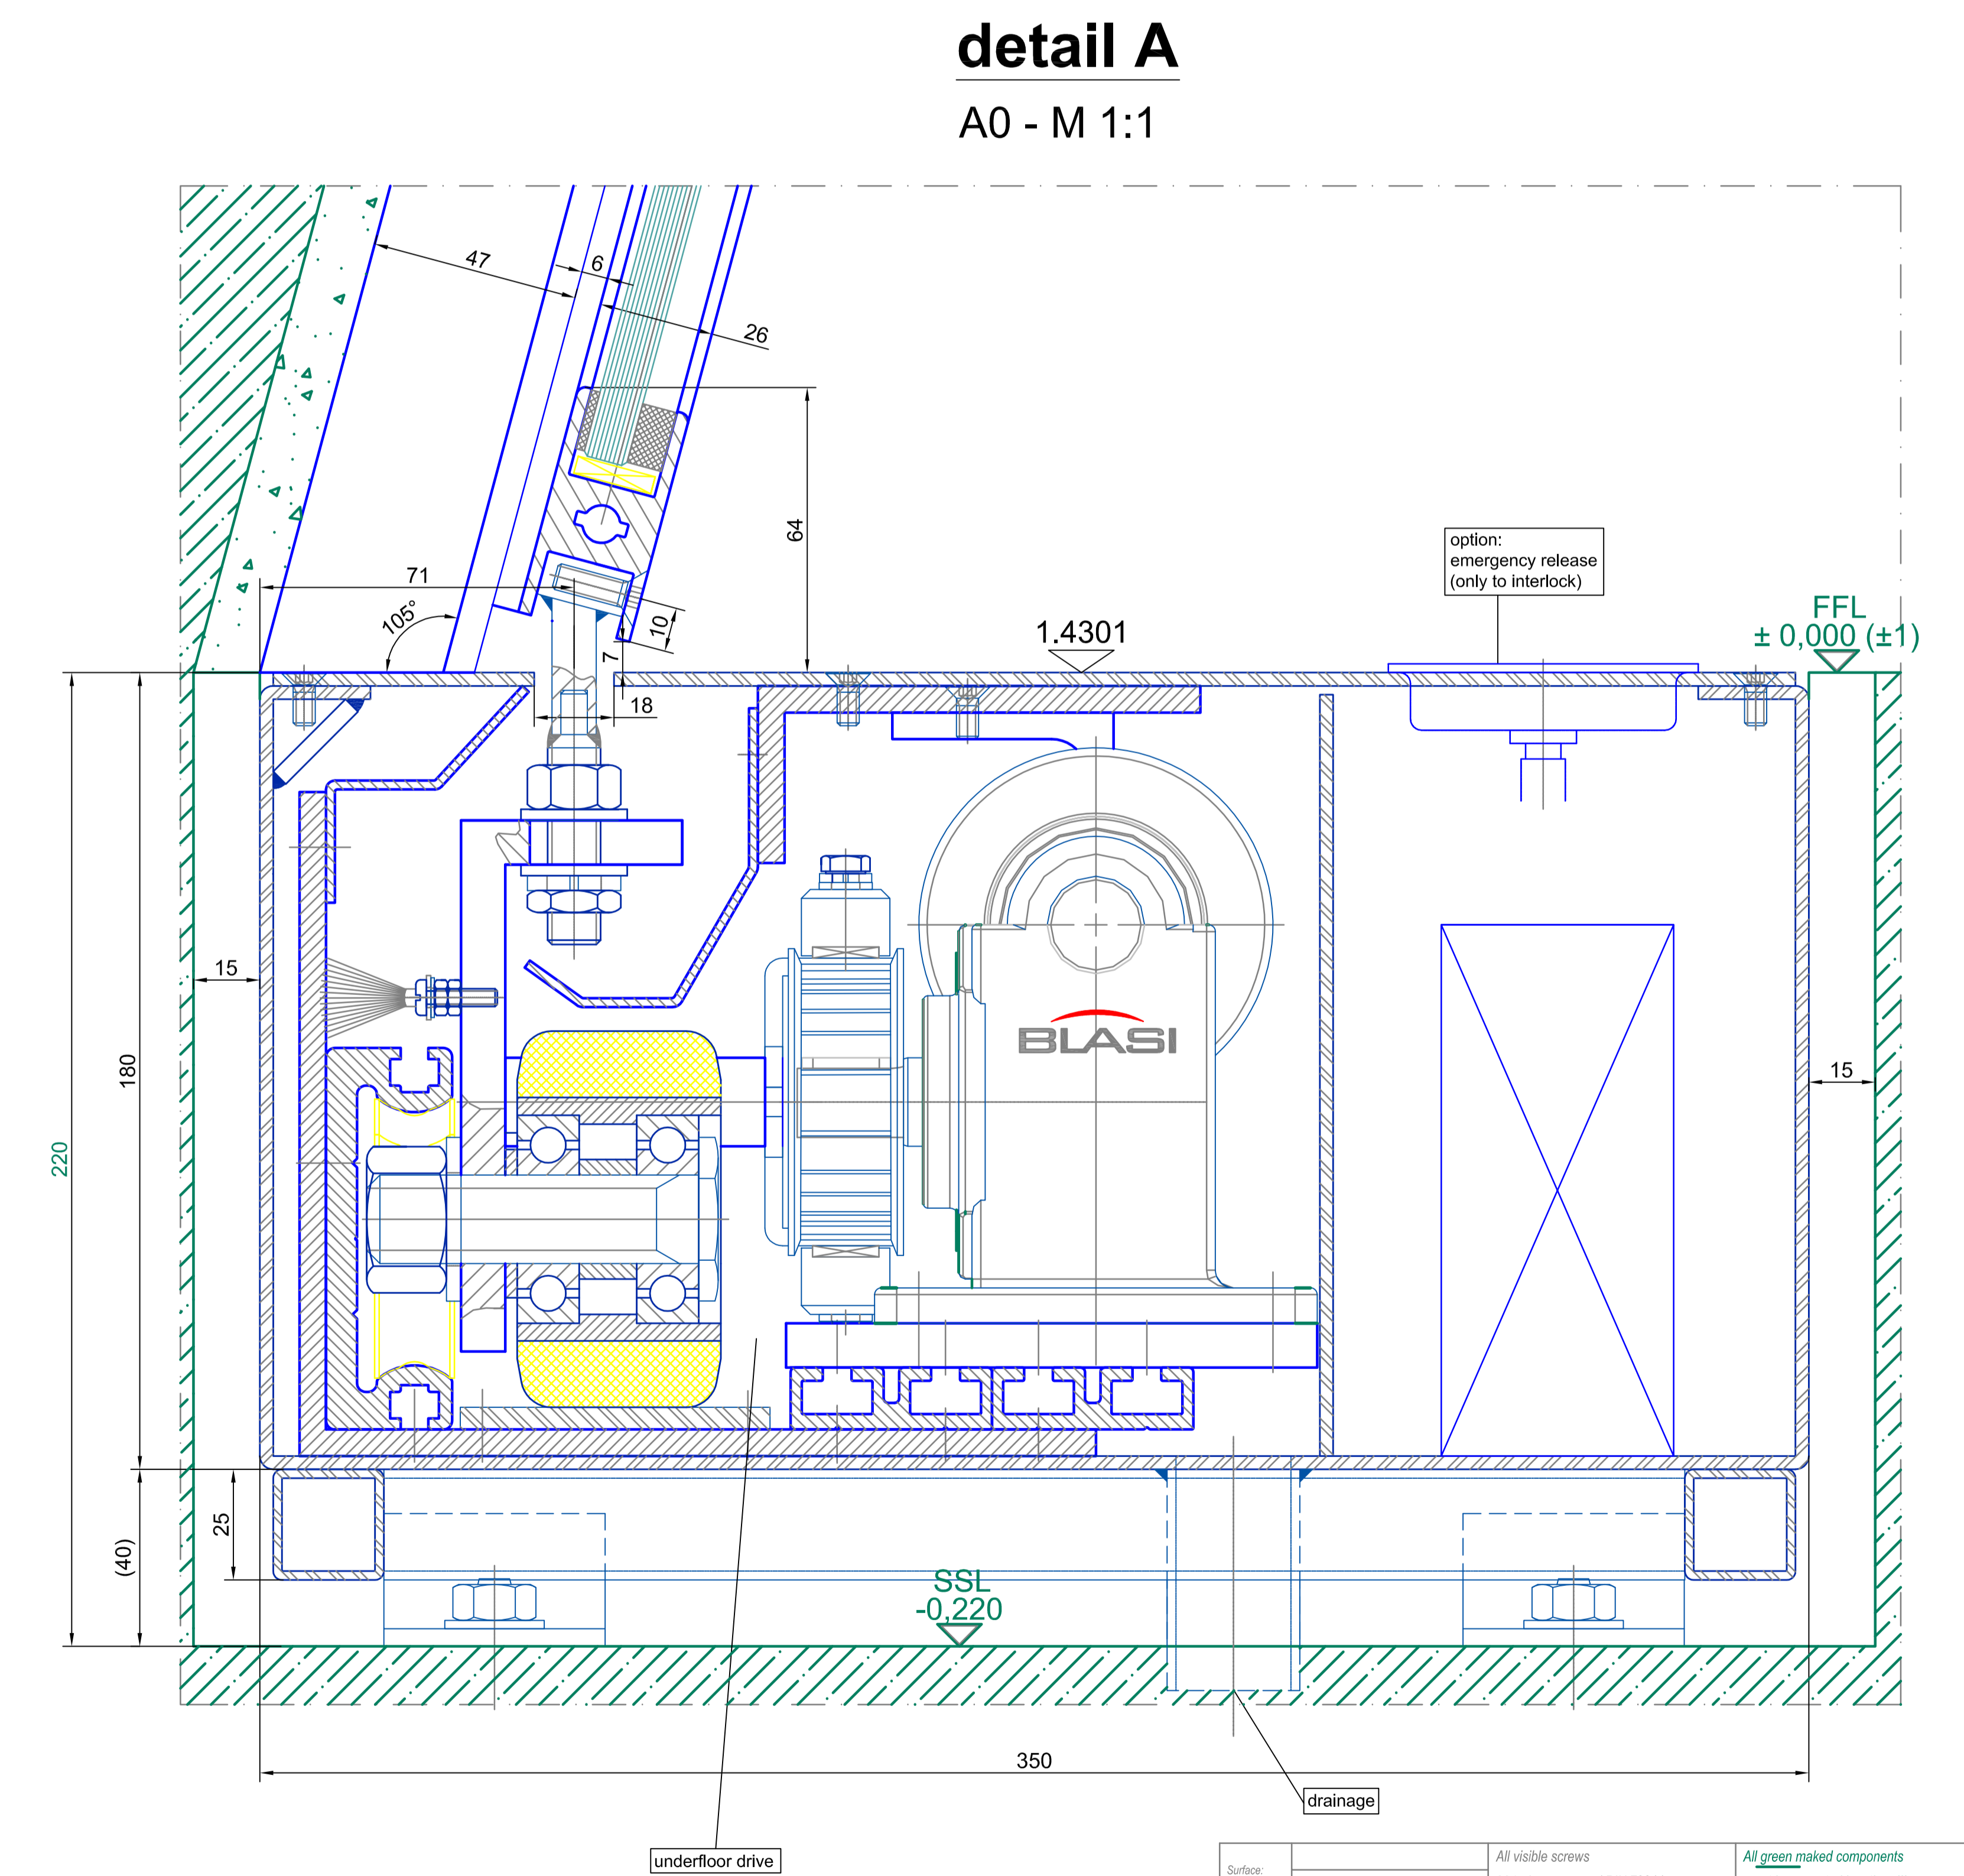 detail A
A0 - M 1:1
47
6
26
64
71
105°
10
7
18
1.4301
option:
emergency release
(only to interlock)
FFL
± 0,000 (±1)
15
180
220
BLASI
15
25
(40)
SSL
-0,220
350
drainage
underfloor drive
Surface:
All visible screws
All green maked components